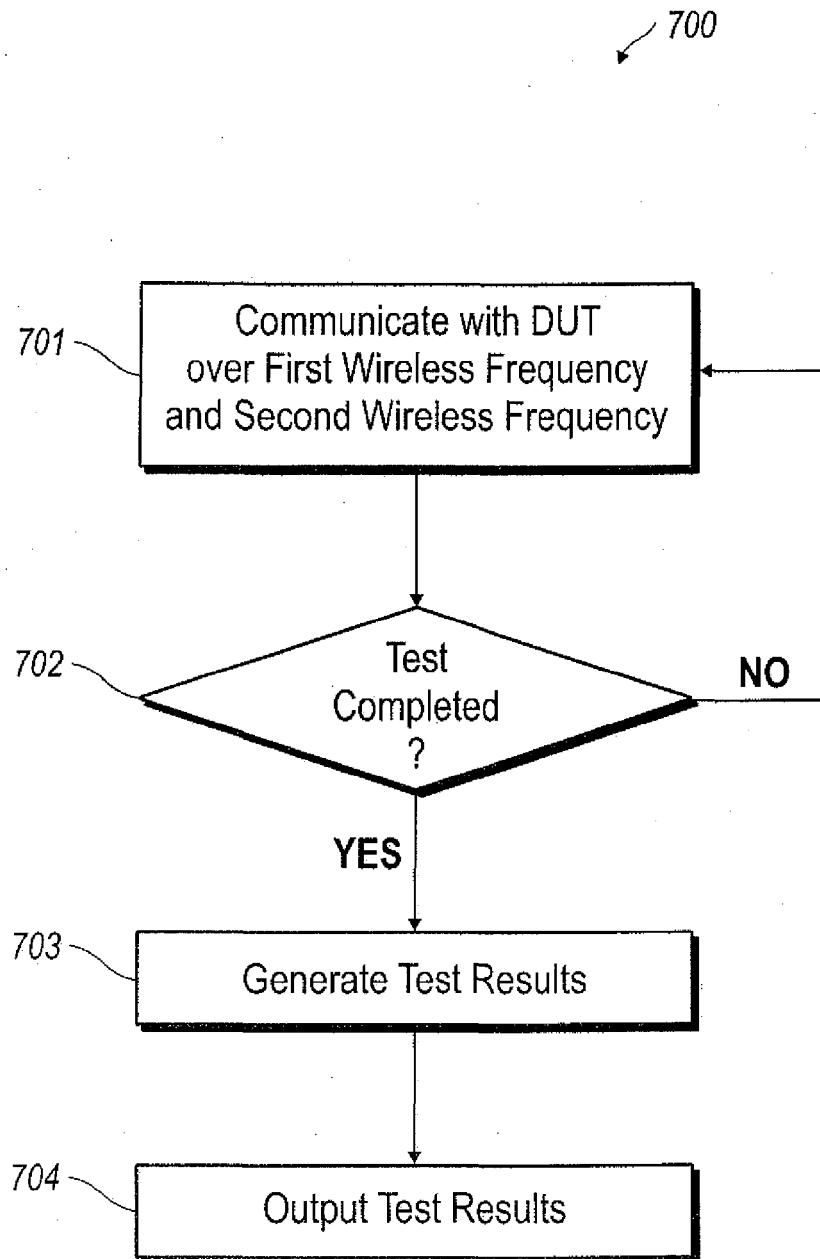 700
701
Communicate with DUT
over First Wireless Frequency
and Second Wireless Frequency
702
Test
Completed
?
NO
YES
703
Generate Test Results
704
Output Test Results